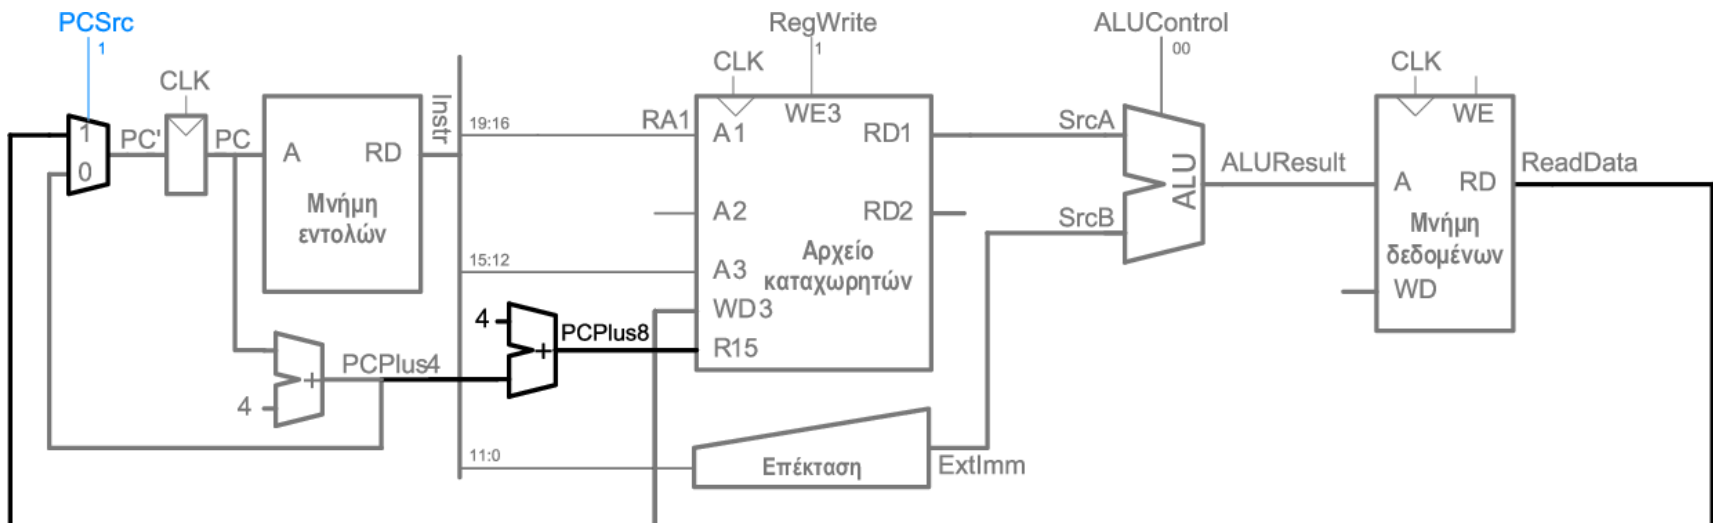 PCSrc
1
CLK
1
0
PC'
PC
A
RD
Μνήμη
εντολών
4
+
PCPlus4
Instr
19:16
15:12
11:0
4
+
PCPlus8
RegWrite
1
CLK
RA1
A1
WE3
RD1
A2
RD2
A3
Αρχείο
καταχωρητών
WD3
R15
Επέκταση
ExtImm
ALUControl
00
SrcA
SrcB
ALU
ALUResult
CLK
WE
A
RD
Μνήμη
δεδομένων
WD
ReadData